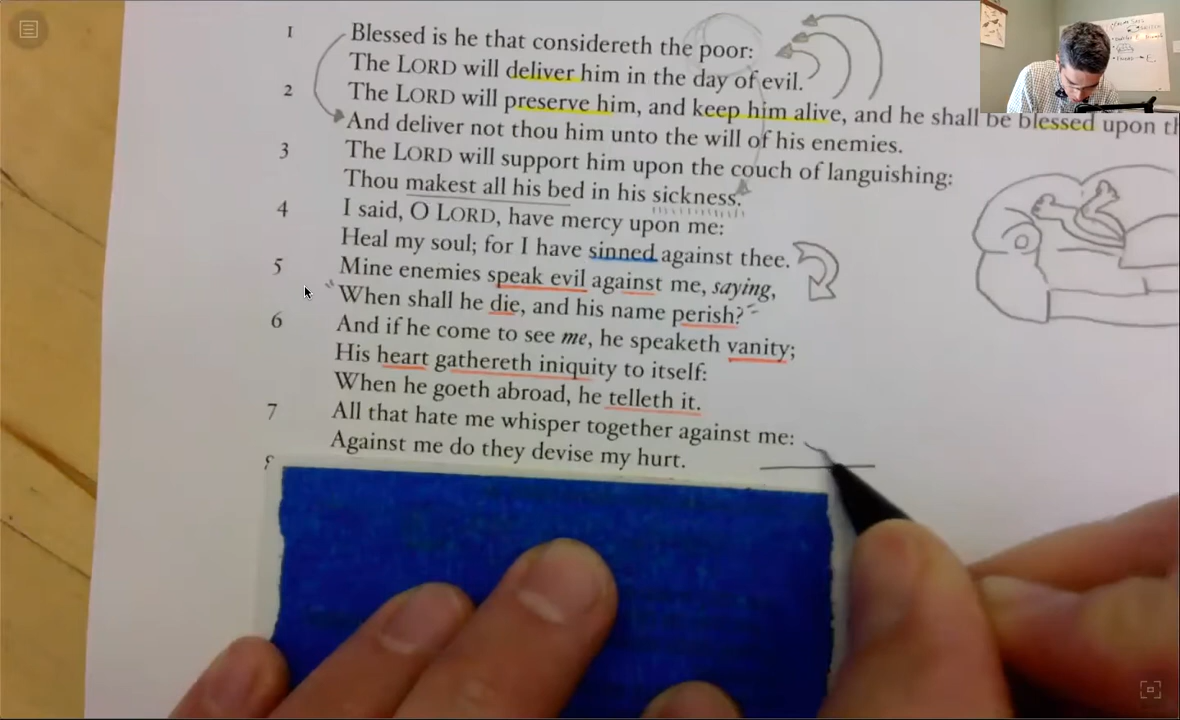 1 Blessed is he that considereth the poor:
The LORD will deliver him in the day of evil.
2 The LORD will preserve him, and keep him alive, and he shall be blessed upon
And deliver not thou him unto the will of his enemies.
3 The LORD will support him upon the couch of languishing:
Thou makest all his bed in his sickness.
4 I said, O LORD, have mercy upon me:
Heal my soul; for I have sinned against thee.
5 Mine enemies speak evil against me, saying,
"When shall he die, and his name perish?"
6 And if he come to see me, he speaketh vanity;
His heart gathereth iniquity to itself:
When he goeth abroad, he telleth it.
7 All that hate me whisper together against me:
Against me do they devise my hurt.